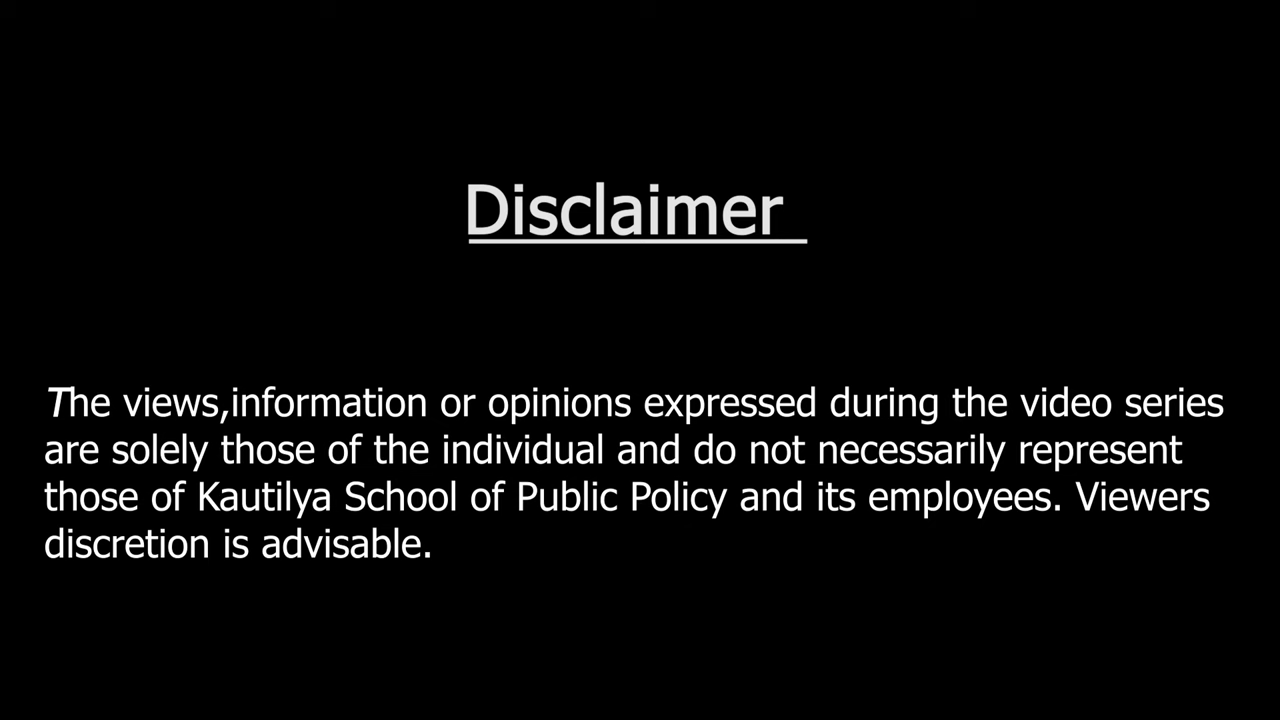 Disclaimer
The views,information or opinions expressed during the video series
are solely those of the individual and do not necessarily represent
those of Kautilya School of Public Policy and its employees. Viewers
discretion is advisable.